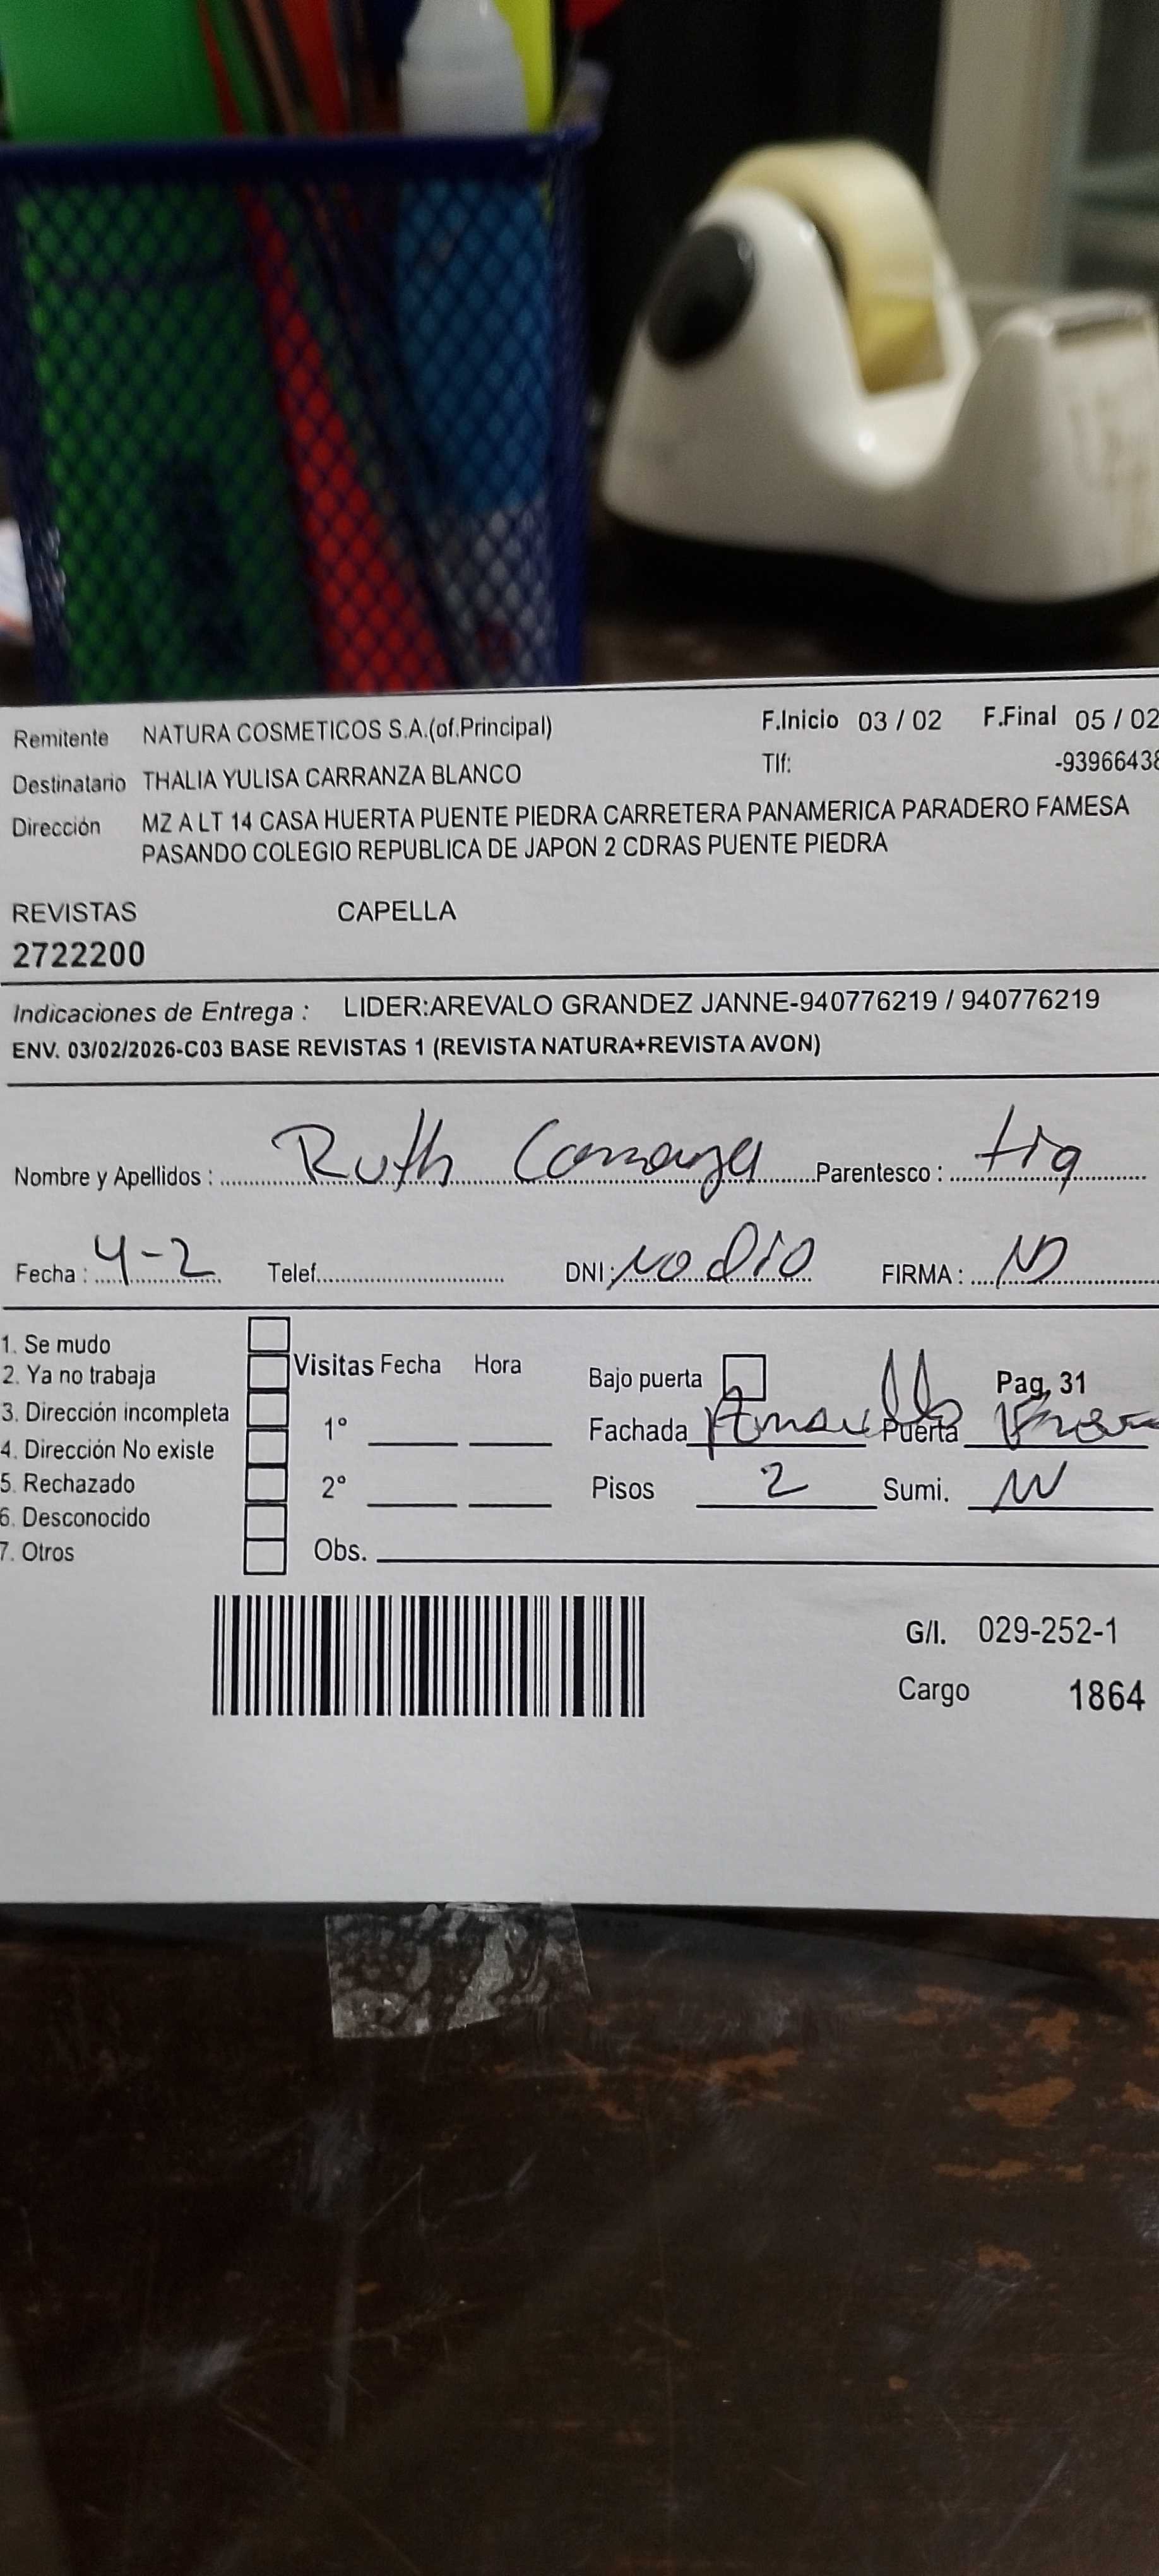 Remitente NATURA COSMETICOS S.A.(of.Principal) F.Inicio 03 / 02 F.Final 05 / 02
Destinatario THALIA YULISA CARRANZA BLANCO Tlf: -93966438
Dirección MZ A LT 14 CASA HUERTA PUENTE PIEDRA CARRETERA PANAMERICA PARADERO FAMESA
PASANDO COLEGIO REPUBLICA DE JAPON 2 CDRAS PUENTE PIEDRA
REVISTAS CAPELLA
2722200
Indicaciones de Entrega : LIDER:AREVALO GRANDEZ JANNE-940776219 / 940776219
ENV. 03/02/2026-C03 BASE REVISTAS 1 (REVISTA NATURA+REVISTA AVON)
Nombre y Apellidos : Ruth Carranza Parentesco : tia
Fecha : 4-2 Telef. DNI : no dio FIRMA : ND
1. Se mudo
2. Ya no trabaja
3. Dirección incompleta
4. Dirección No existe
5. Rechazado
6. Desconocido
7. Otros
Visitas Fecha Hora
1°
2°
Obs.
Bajo puerta Pag, 31
Fachada Amarillo Puerta
Pisos 2 Sumi.
G/I. 029-252-1
Cargo 1864